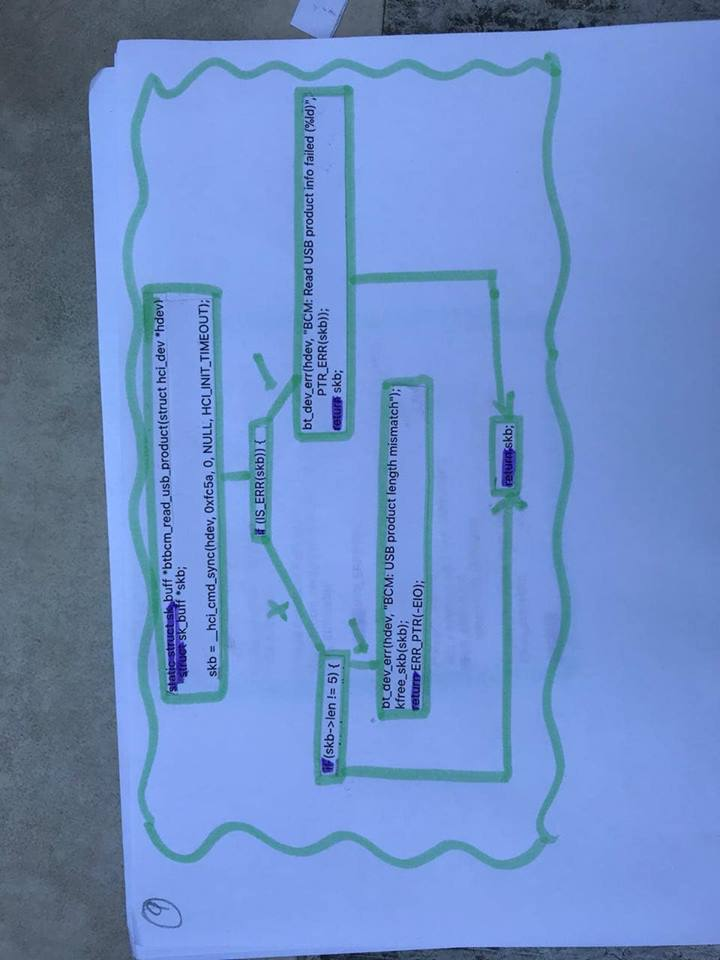 static struct sk_buff *btbcm_read_usb_product(struct hci_dev *hdev)
struct sk_buff *skb;
skb = __hci_cmd_sync(hdev, 0xfc5a, 0, NULL, HCI_INIT_TIMEOUT);
if (IS_ERR(skb)) {
bt_dev_err(hdev, "BCM: Read USB product info failed (%ld)",
PTR_ERR(skb));
return skb;
if (skb->len != 5) {
bt_dev_err(hdev, "BCM: USB product length mismatch");
kfree_skb(skb);
return ERR_PTR(-EIO);
return skb;